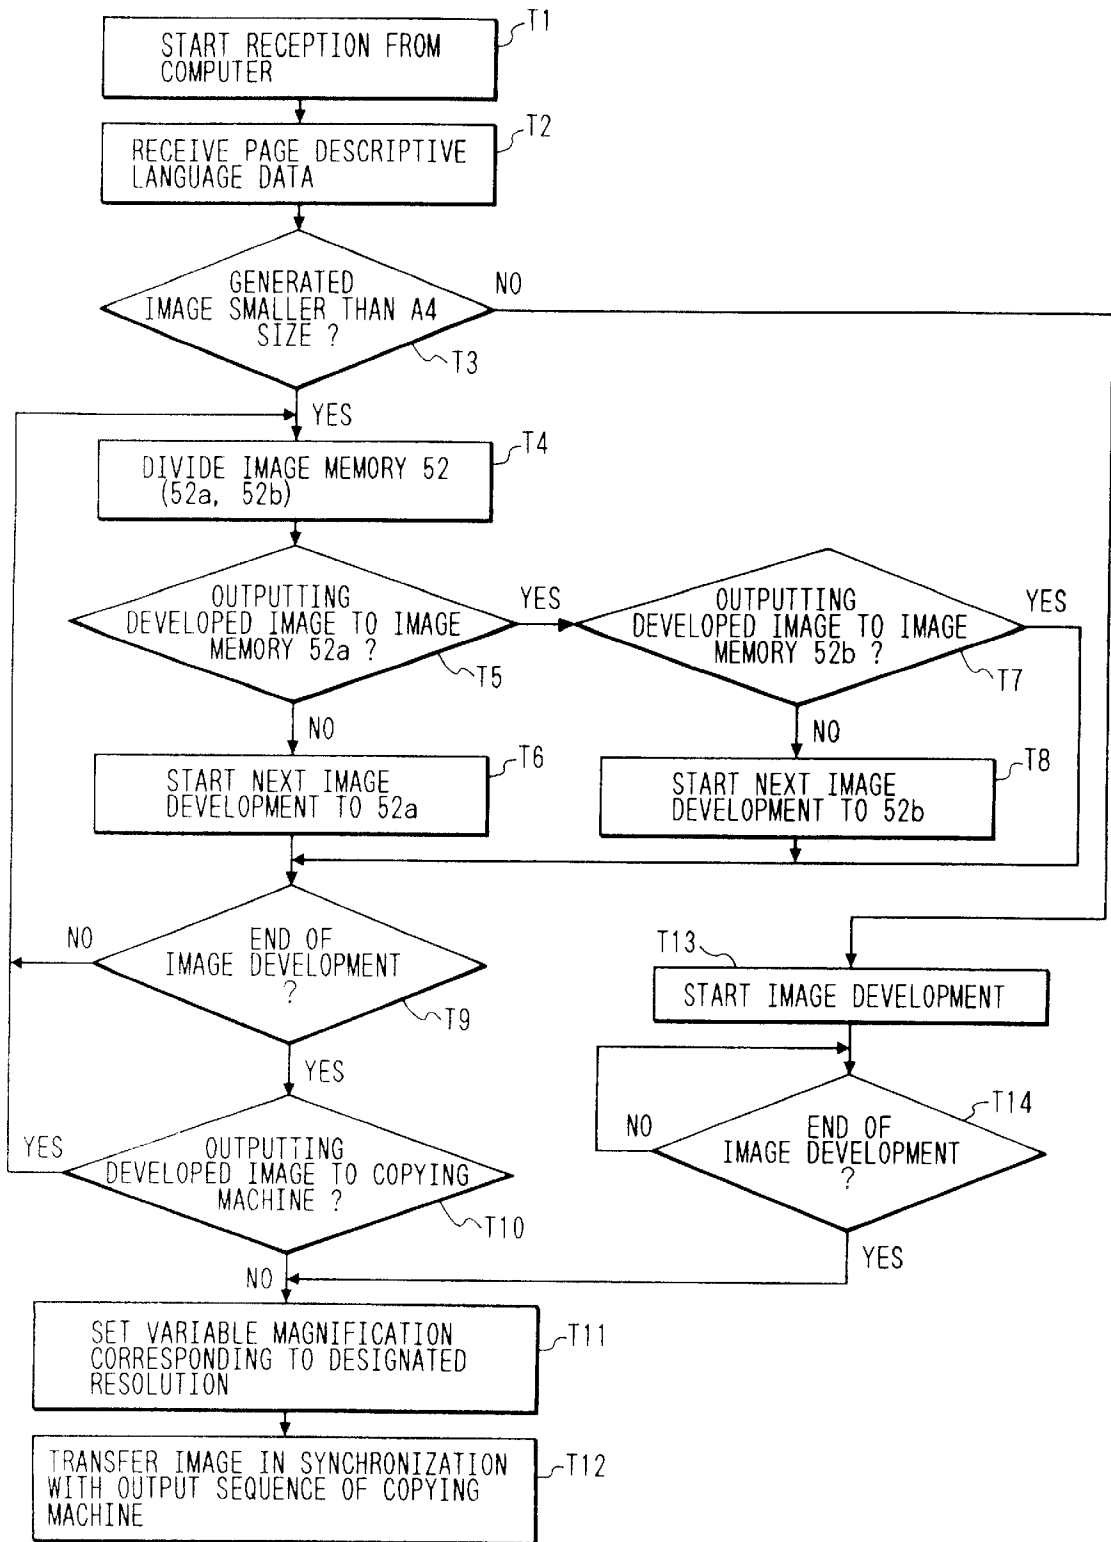 T1
START RECEPTION FROM
COMPUTER
T2
RECEIVE PAGE DESCRIPTIVE
LANGUAGE DATA
GENERATED
IMAGE SMALLER THAN A4
SIZE ?
NO
T3
YES
T4
DIVIDE IMAGE MEMORY 52
(52a, 52b)
OUTPUTTING
DEVELOPED IMAGE TO IMAGE
MEMORY 52a ?
YES
T5
OUTPUTTING
DEVELOPED IMAGE TO IMAGE
MEMORY 52b ?
YES
T7
NO
NO
T6
START NEXT IMAGE
DEVELOPMENT TO 52a
T8
START NEXT IMAGE
DEVELOPMENT TO 52b
NO
END OF
IMAGE DEVELOPMENT
?
T9
T13
START IMAGE DEVELOPMENT
YES
T14
NO
END OF
IMAGE DEVELOPMENT
?
YES
YES
OUTPUTTING
DEVELOPED IMAGE TO COPYING
MACHINE ?
T10
NO
T11
SET VARIABLE MAGNIFICATION
CORRESPONDING TO DESIGNATED
RESOLUTION
T12
TRANSFER IMAGE IN SYNCHRONIZATION
WITH OUTPUT SEQUENCE OF COPYING
MACHINE